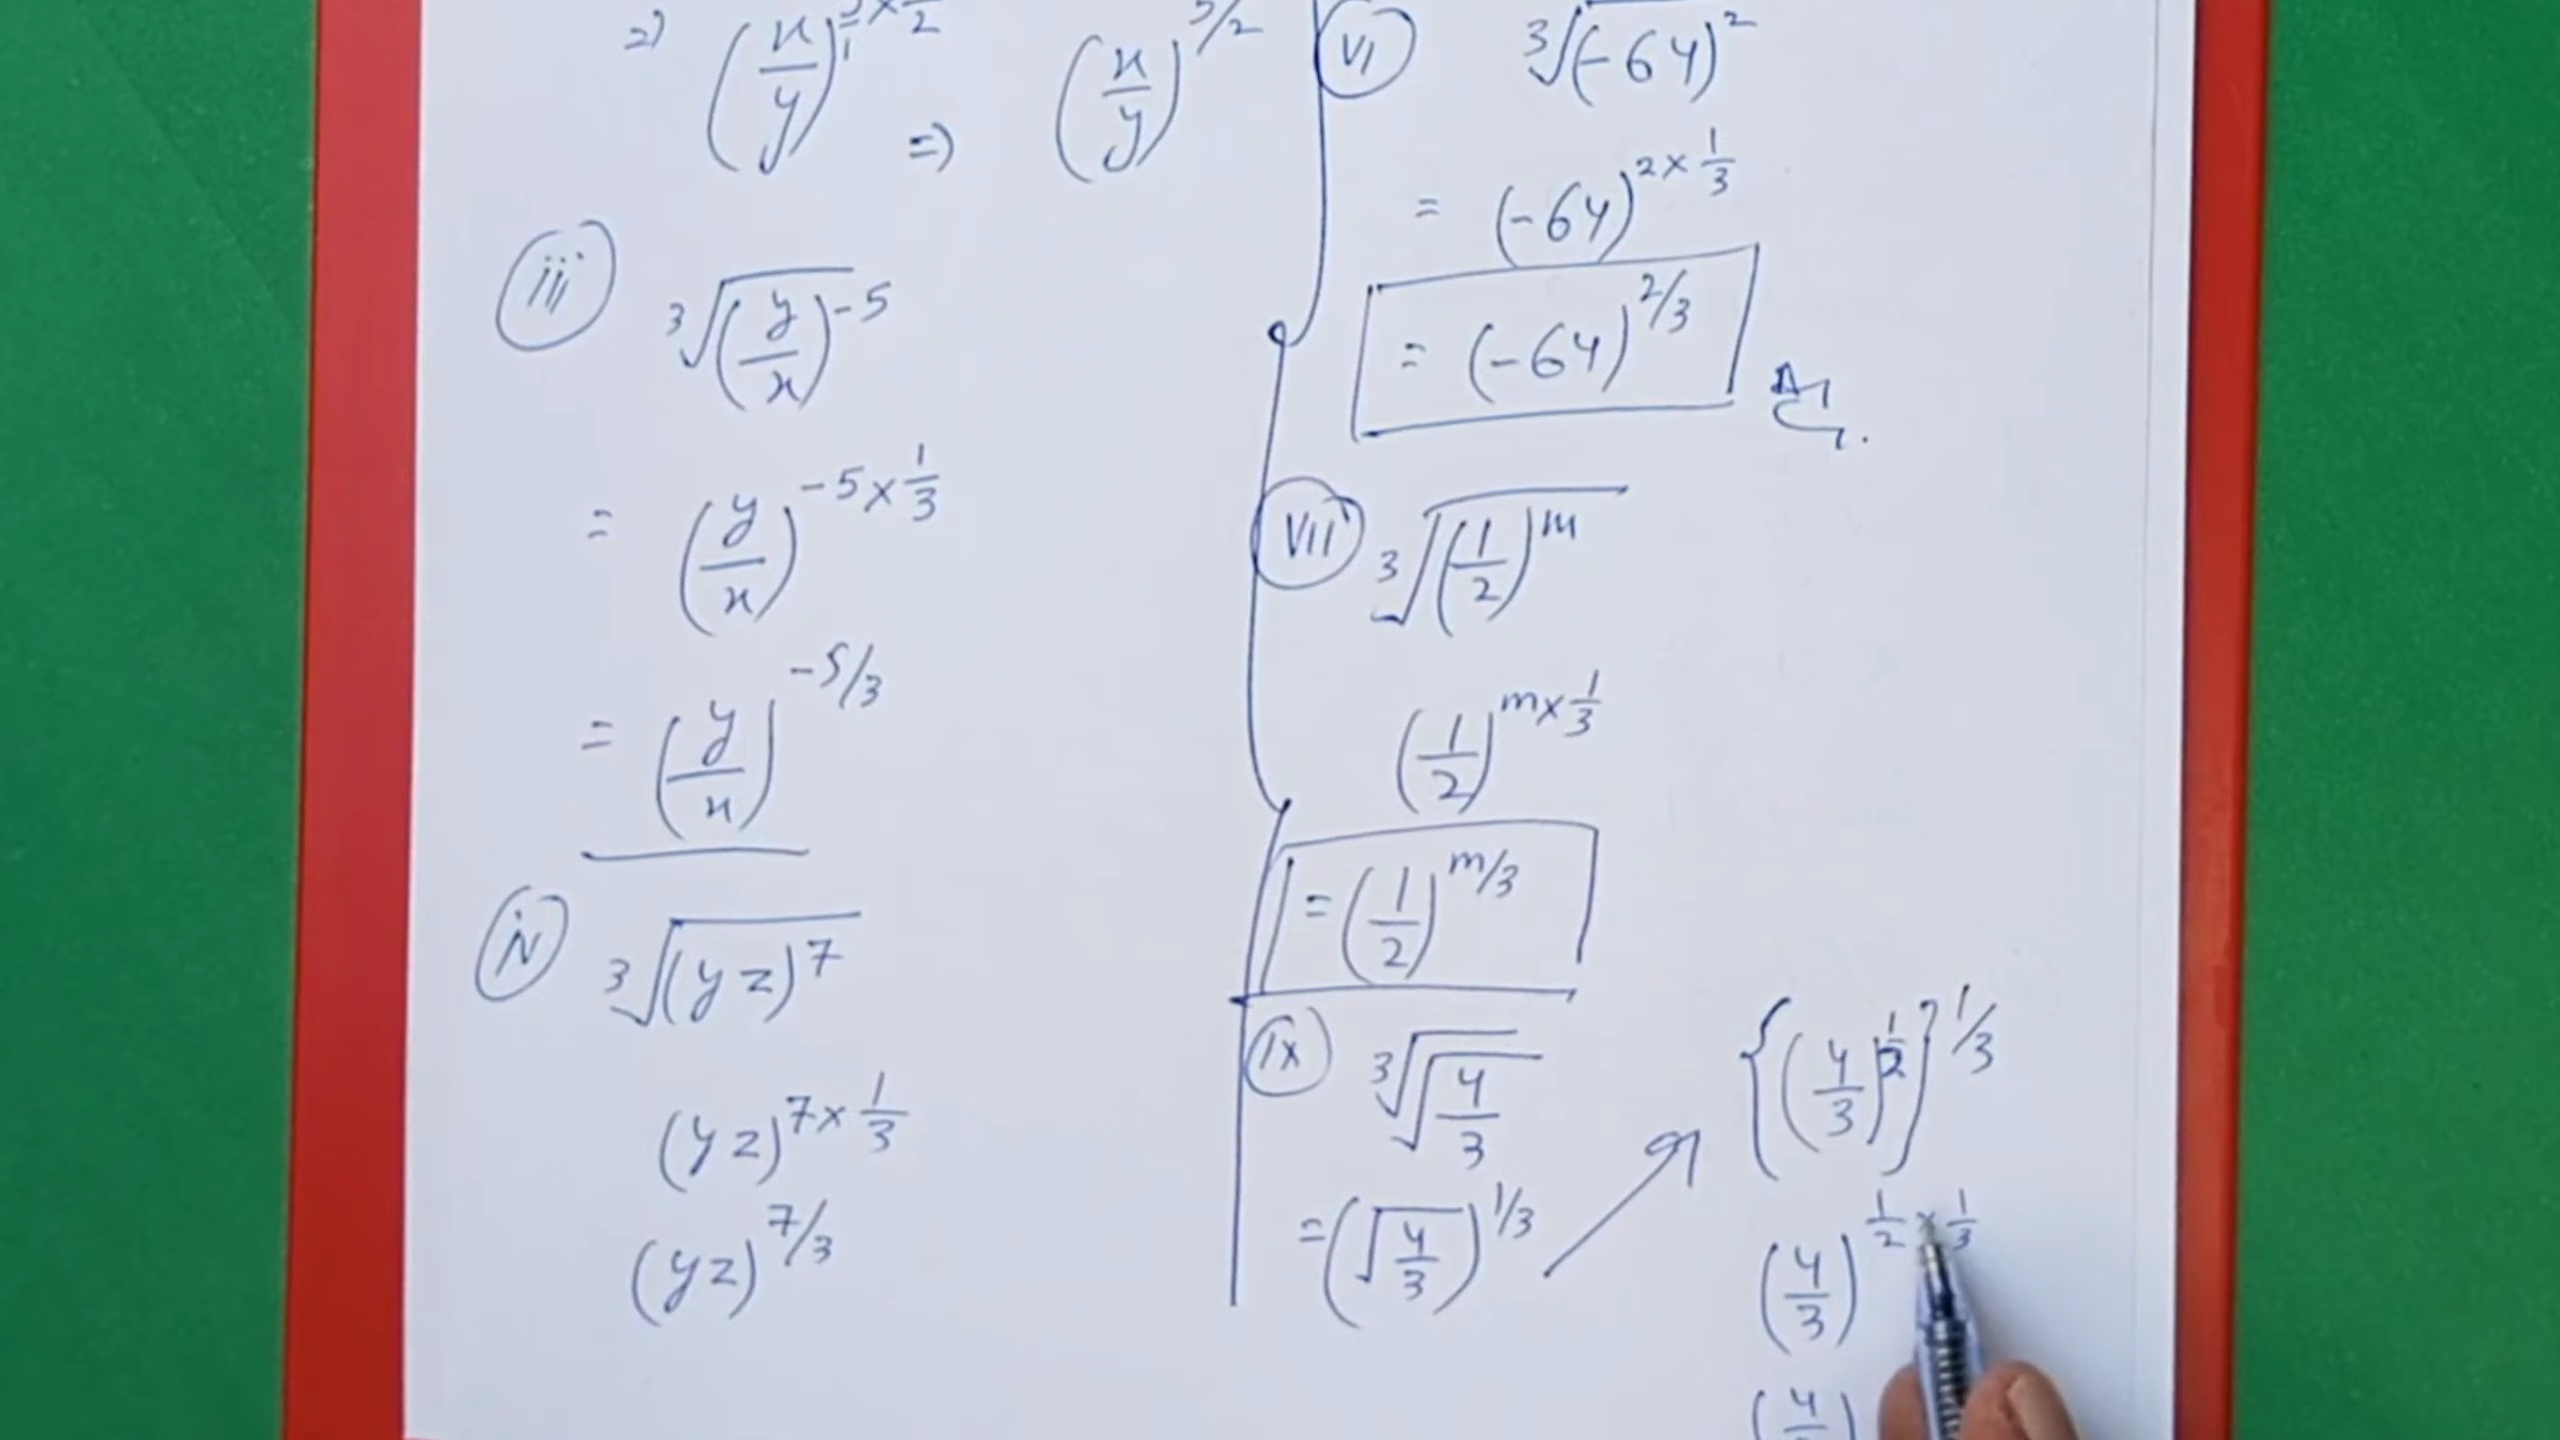 =) (x/y)^(5/1 × 1/2) =) (x/y)^(5/2)
(iii) ∛(y/x)^-5
= (y/x)^(-5 × 1/3)
= (y/x)^(-5/3)
(iv) ∛(yz)^7
(yz)^(7 × 1/3)
(yz)^(7/3)
(VI) ∛(-64)^2
= (-64)^(2 × 1/3)
= (-64)^(2/3) Ans.
(VII) ∛(1/2)^m
(1/2)^(m × 1/3)
= (1/2)^(m/3)
(ix) ∛√(4/3)
= (√(4/3))^(1/3)
{(4/3)^(1/2)}^(1/3)
(4/3)^(1/2 × 1/3)